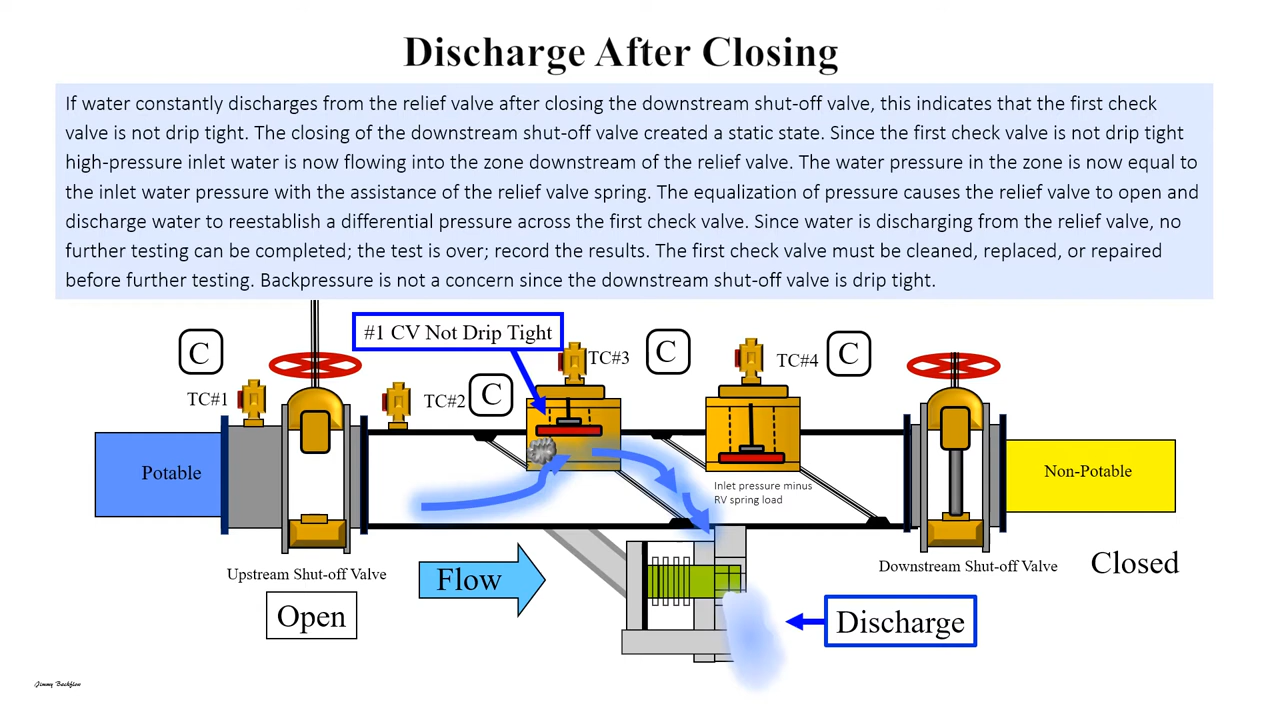 Discharge After Closing
If water constantly discharges from the relief valve after closing the downstream shut-off valve, this indicates that the first check
valve is not drip tight. The closing of the downstream shut-off valve created a static state. Since the first check valve is not drip tight
high-pressure inlet water is now flowing into the zone downstream of the relief valve. The water pressure in the zone is now equal to
the inlet water pressure with the assistance of the relief valve spring. The equalization of pressure causes the relief valve to open and
discharge water to reestablish a differential pressure across the first check valve. Since water is discharging from the relief valve, no
further testing can be completed; the test is over; record the results. The first check valve must be cleaned, replaced, or repaired
before further testing. Backpressure is not a concern since the downstream shut-off valve is drip tight.
#1 CV Not Drip Tight
C
TC#1
TC#2
C
TC#3
C
TC#4
C
Potable
Non-Potable
Inlet pressure minus
RV spring load
Upstream Shut-off Valve
Open
Flow
Downstream Shut-off Valve
Closed
Discharge
Jimmy Backflow